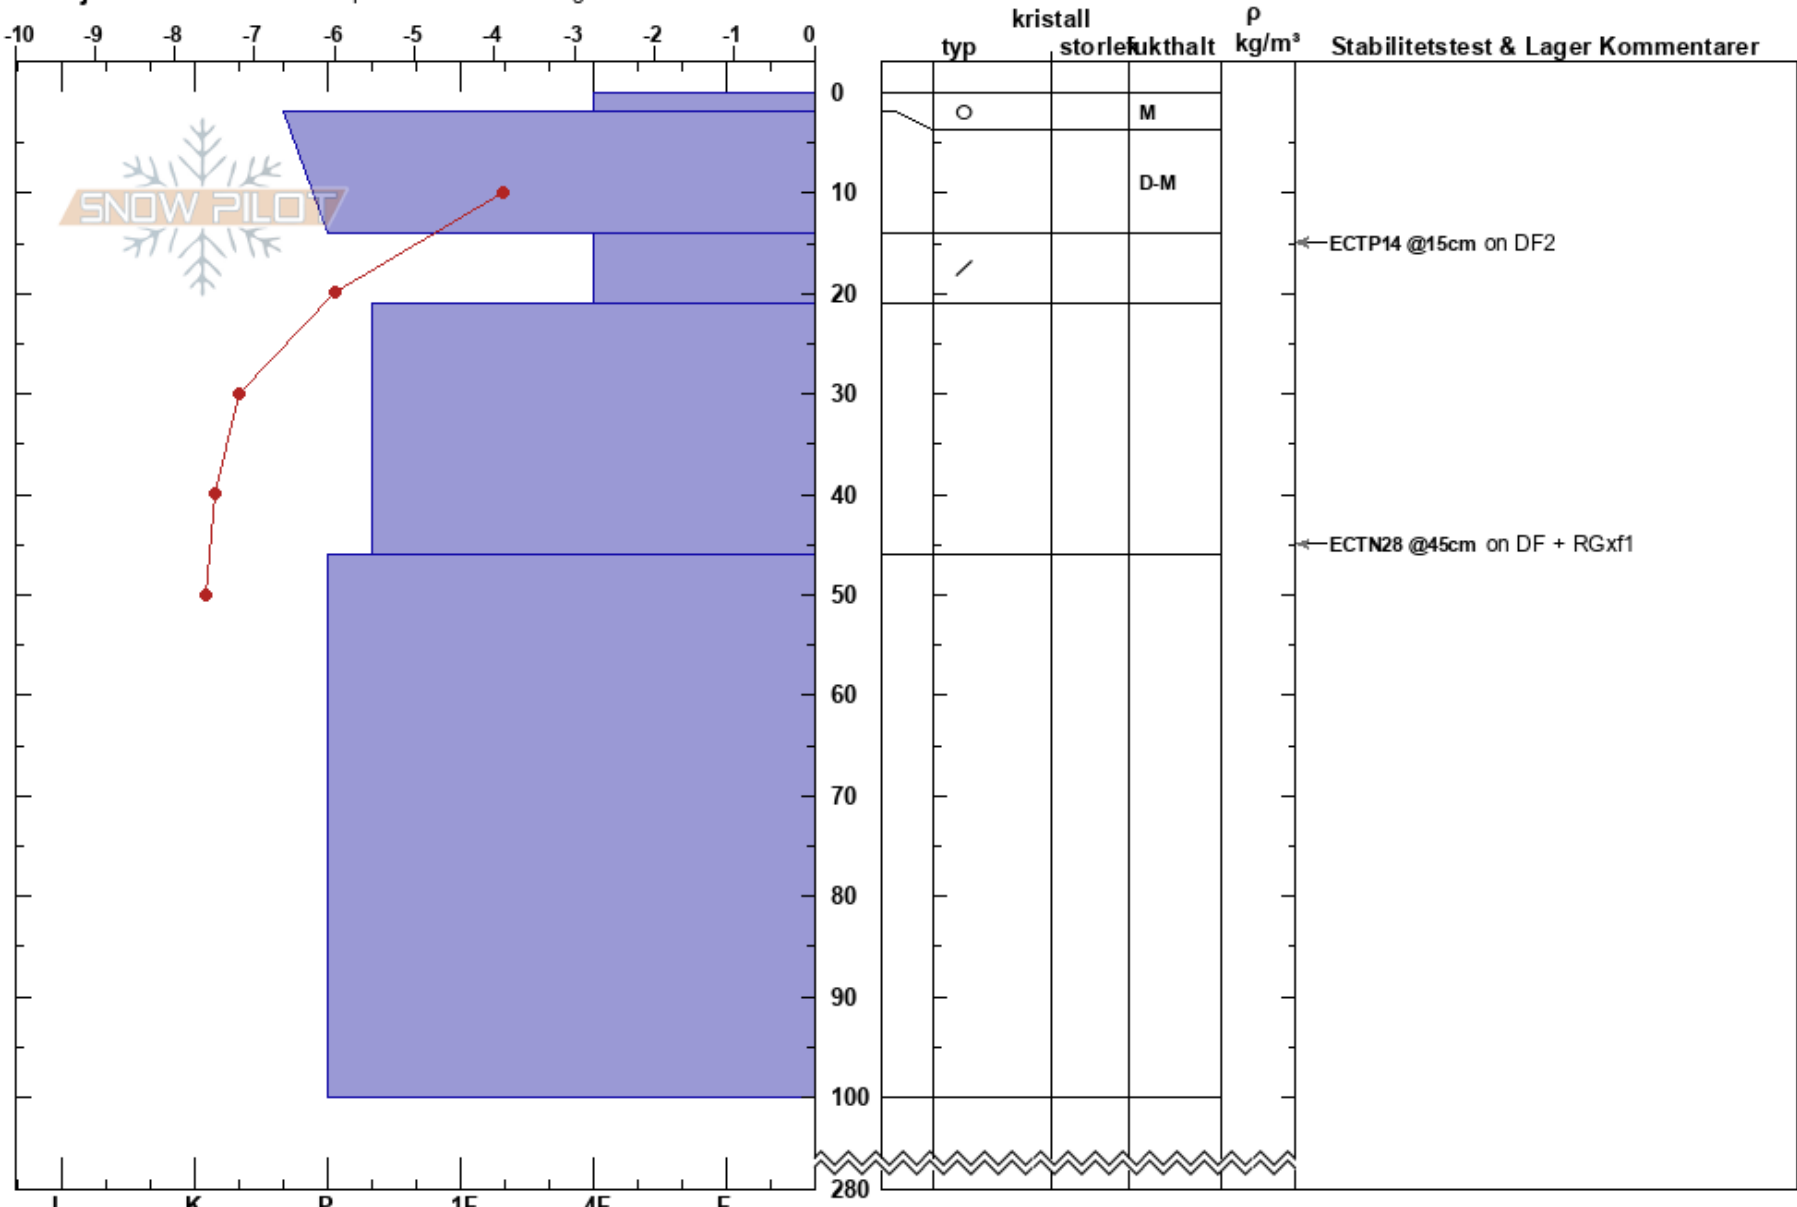 kristall
ρ
-10 -9 -8 -7 -6 -5 -4 -3 -2 -1 0
typ storlek fukthalt kg/m³ Stabilitetstest & Lager Kommentarer
0
M
SNOW PILOT
10
D-M
ECTP14 @15cm on DF2
20
30
40
ECTN28 @45cm on DF + RGxf1
50
60
70
80
90
100
280
I K P 1F 4F F